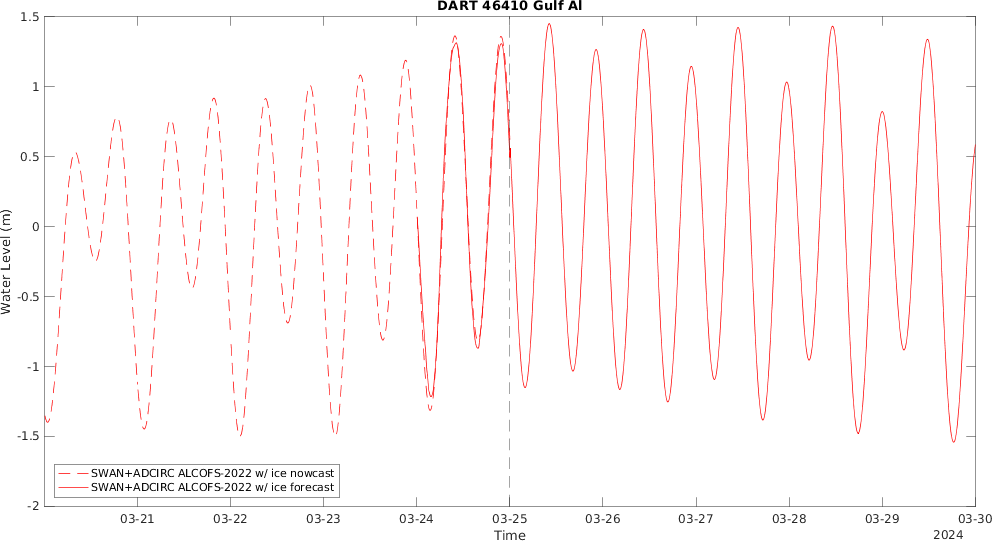 DART 46410 Gulf Al
1.5
1
0.5
0
-0.5
-1
-1.5
-2
Water Level (m)
SWAN+ADCIRC ALCOFS-2022 w/ ice nowcast
SWAN+ADCIRC ALCOFS-2022 w/ ice forecast
03-21 03-22 03-23 03-24 03-25 03-26 03-27 03-28 03-29 03-30
Time
2024